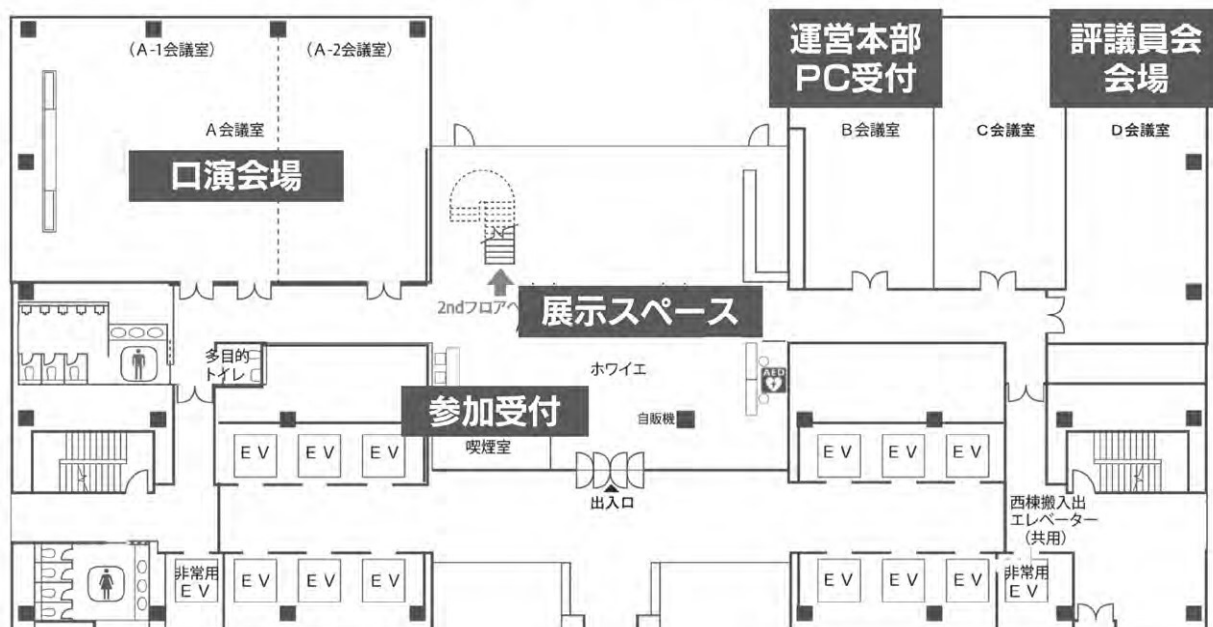 (A-1会議室)
(A-2会議室)
A会議室
口演会場
運営本部
PC受付
B会議室
C会議室
評議員会
会場
D会議室
2ndフロアへ
展示スペース
多目的
トイレ
ホワイエ
AED
参加受付
喫煙室
自販機
EV
EV
EV
EV
EV
EV
出入口
西棟搬入出
エレベーター
(共用)
非常用
EV
EV
EV
EV
EV
EV
EV
非常用
EV